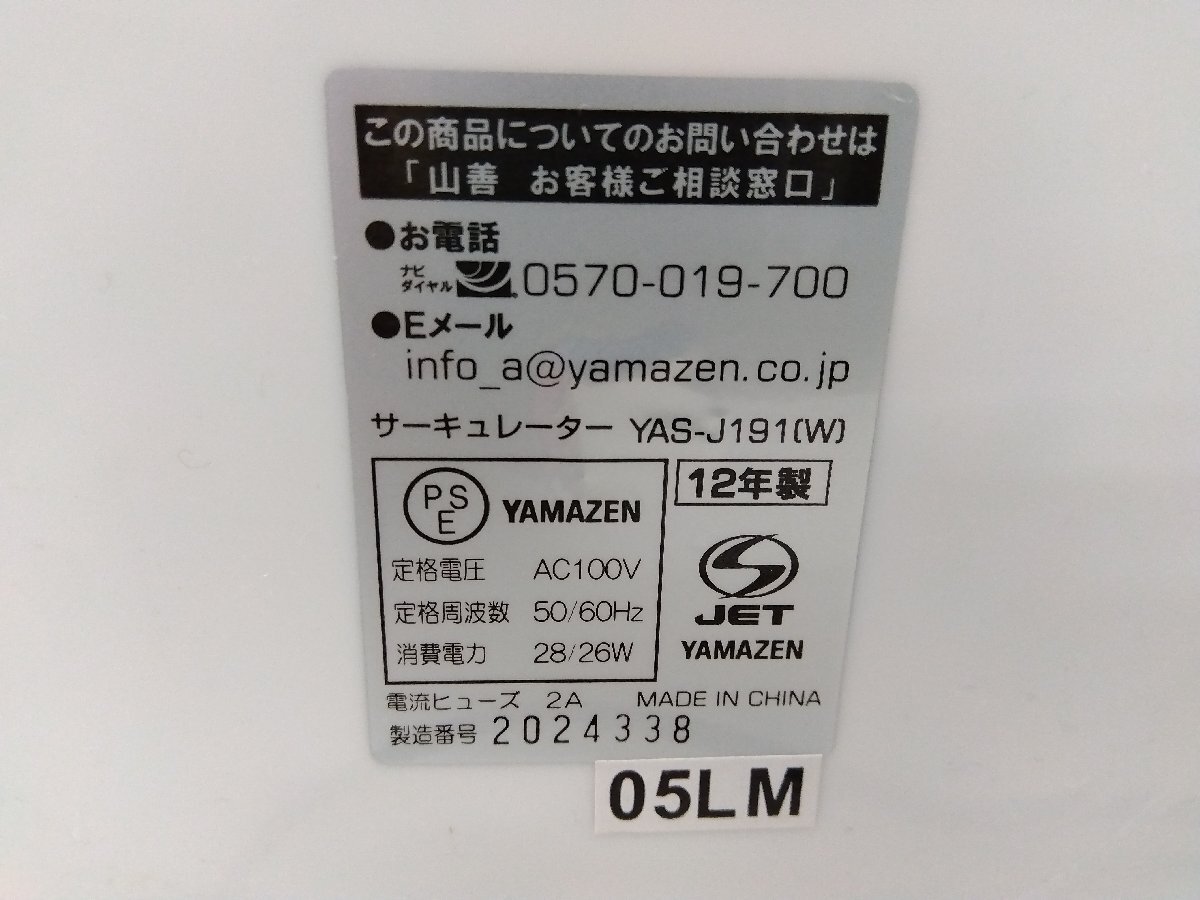 この商品についてのお問い合わせは
「山善 お客様ご相談窓口」
●お電話
ナビダイヤル 0570-019-700
●Eメール
info_a@yamazen.co.jp
サーキュレーター YAS-J191(W)
PSE YAMAZEN
12年製
定格電圧 AC100V
定格周波数 50/60Hz
消費電力 28/26W
JET
YAMAZEN
電流ヒューズ 2A MADE IN CHINA
製造番号 2024338
05LM